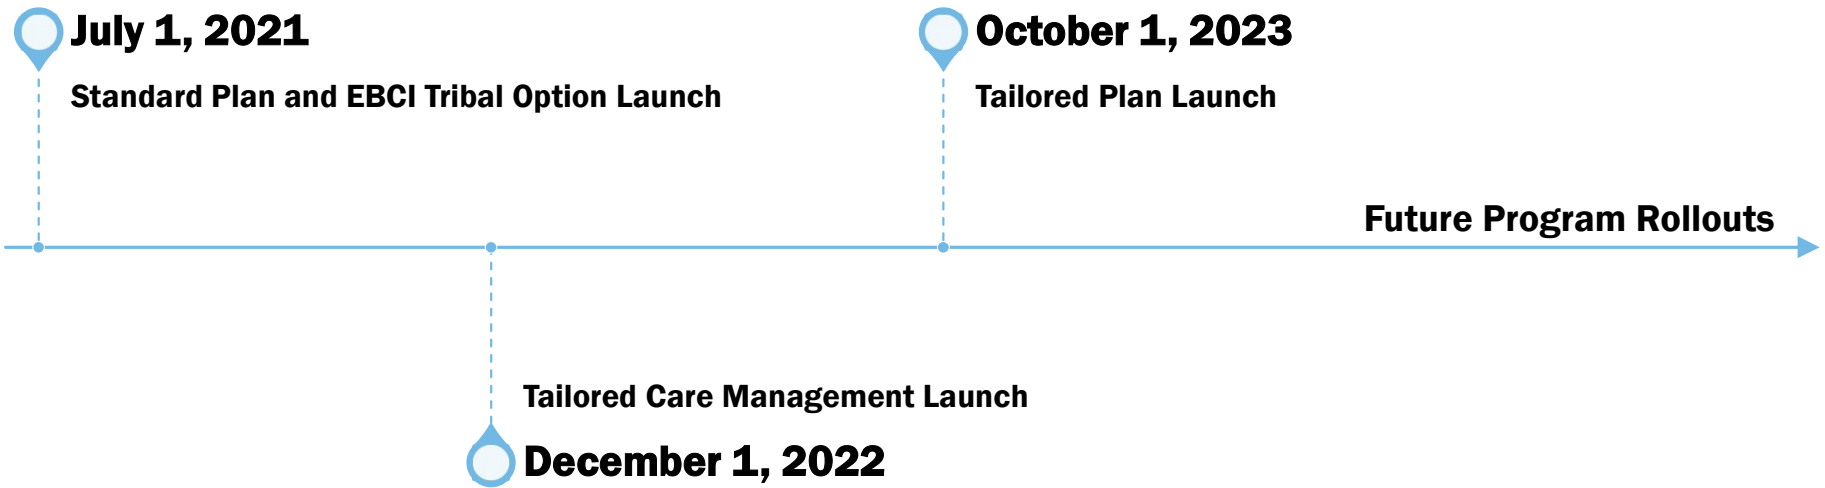 July 1, 2021
Standard Plan and EBCI Tribal Option Launch
October 1, 2023
Tailored Plan Launch
Future Program Rollouts
Tailored Care Management Launch
December 1, 2022